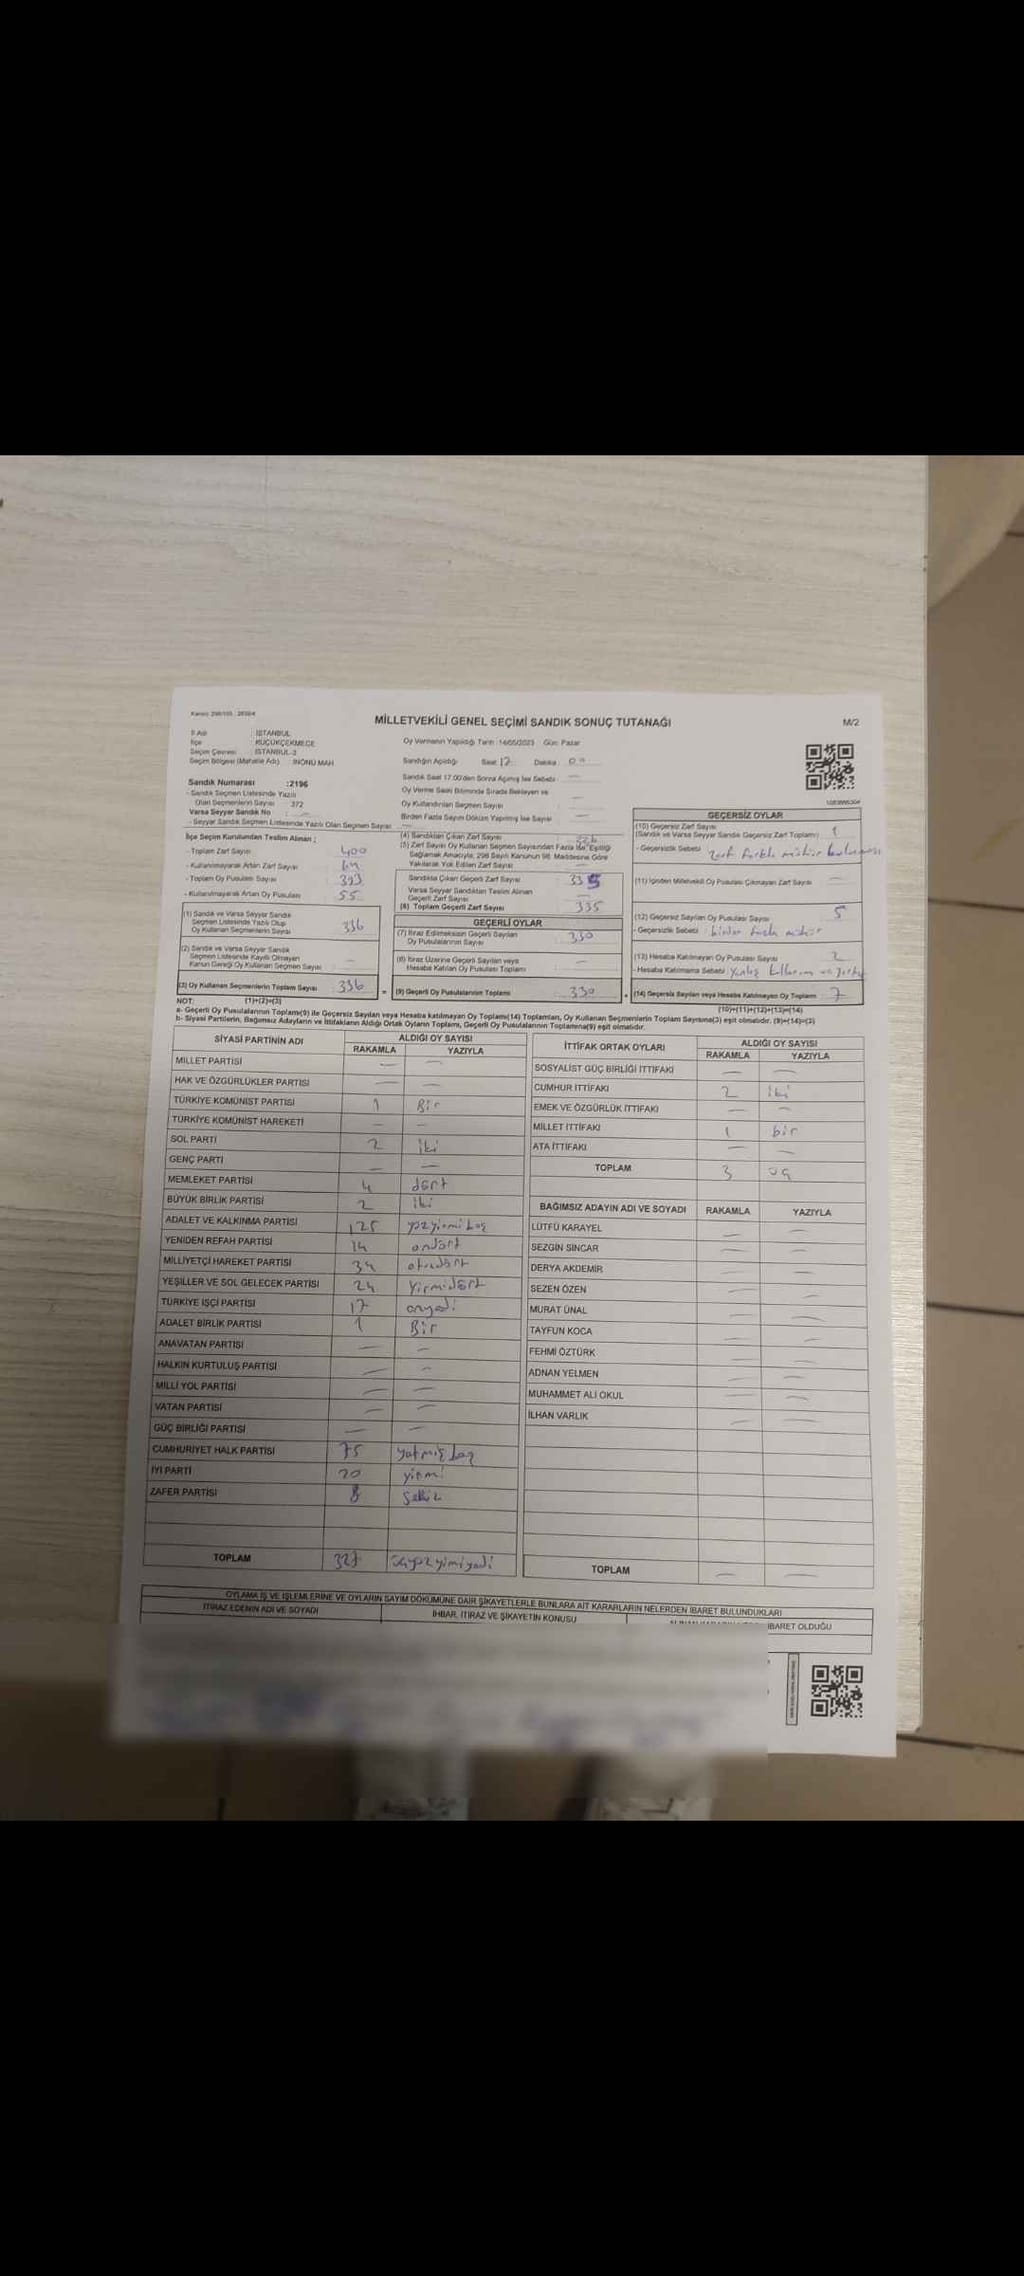 Kanun: 298/105 : 2839/4
MİLLETVEKİLİ GENEL SEÇİMİ SANDIK SONUÇ TUTANAĞI
M/2
İl Adı : İSTANBUL
İlçe : KÜÇÜKÇEKMECE
Seçim Çevresi : İSTANBUL-3
Seçim Bölgesi (Mahalle Adı) : İNÖNÜ MAH
Oy Vermenin Yapıldığı Tarih : 14/05/2023 Gün: Pazar
Sandığın Açıldığı Saat 17 Dakika
Sandık Numarası :2196
- Sandık Seçmen Listesinde Yazılı
Olan Seçmenlerin Sayısı : 372
Varsa Seyyar Sandık No : —
- Seyyar Sandık Seçmen Listesinde Yazılı Olan Seçmen Sayısı : —
Sandık Saat 17:00'den Sonra Açılmış İse Sebebi : —
Oy Verme Saati Bitiminde Sırada Bekleyen ve
Oy Kullandırılan Seçmen Sayısı —
Birden Fazla Sayım Döküm Yapılmış İse Sayısı —
İlçe Seçim Kurulundan Teslim Alınan ;
- Toplam Zarf Sayısı : 400
- Kullanılmayarak Artan Zarf Sayısı : 64
- Toplam Oy Pusulası Sayısı : 393
- Kullanılmayarak Artan Oy Pusulası : 55
(1) Sandık ve Varsa Seyyar Sandık
Seçmen Listesinde Yazılı Olup
Oy Kullanan Seçmenlerin Sayısı 336
(2) Sandık ve Varsa Seyyar Sandık
Seçmen Listesinde Kayıtlı Olmayan
Kanun Gereği Oy Kullanan Seçmen Sayısı —
(3) Oy Kullanan Seçmenlerin Toplam Sayısı 336
(4) Sandıktan Çıkan Zarf Sayısı : 336
(5) Zarf Sayısı Oy Kullanan Seçmen Sayısından Fazla İse Eşitliği
Sağlamak Amacıyla, 298 Sayılı Kanunun 98. Maddesine Göre
Yakılarak Yok Edilen Zarf Sayısı —
Sandıkta Çıkan Geçerli Zarf Sayısı : 335
Varsa Seyyar Sandıktan Teslim Alınan
Geçerli Zarf Sayısı —
(6) Toplam Geçerli Zarf Sayısı 335
GEÇERLİ OYLAR
(7) İtiraz Edilmeksizin Geçerli Sayılan
Oy Pusulalarının Sayısı : 330
(8) İtiraz Üzerine Geçerli Sayılan veya
Hesaba Katılan Oy Pusulası Toplamı : —
(9) Geçerli Oy Pusulalarının Toplamı : 330
GEÇERSİZ OYLAR
(10) Geçersiz Zarf Sayısı
(Sandık ve Varsa Seyyar Sandık Geçersiz Zarf Toplamı) : 1
- Geçersizlik Sebebi : zarf farklı mühür bulunması
(11) İçinden Milletvekili Oy Pusulası Çıkmayan Zarf Sayısı : —
(12) Geçersiz Sayılan Oy Pusulası Sayısı : 5
- Geçersizlik Sebebi : birden fazla mühür
(13) Hesaba Katılmayan Oy Pusulası Sayısı : 2
- Hesaba Katılmama Sebebi :
(14) Geçersiz Sayılan veya Hesaba Katılmayan Oy Toplamı 7
NOT: (1)+(2)=(3)
(10)+(11)+(12)+(13)=(14)
a- Geçerli Oy Pusulalarının Toplamı(9) ile Geçersiz Sayılan veya Hesaba katılmayan Oy Toplamı(14) Toplamları, Oy Kullanan Seçmenlerin Toplam Sayısına(3) eşit olmalıdır. (9)+(14)=(3)
b- Siyasi Partilerin, Bağımsız Adayların ve İttifakların Aldığı Ortak Oyların Toplamı, Geçerli Oy Pusulalarının Toplamına(9) eşit olmalıdır.
SİYASİ PARTİNİN ADI ALDIĞI OY SAYISI
RAKAMLA YAZIYLA
MİLLET PARTİSİ — —
HAK VE ÖZGÜRLÜKLER PARTİSİ — —
TÜRKİYE KOMÜNİST PARTİSİ 1 Bir
TÜRKİYE KOMÜNİST HAREKETİ — —
SOL PARTİ 2 iki
GENÇ PARTİ — —
MEMLEKET PARTİSİ 4 dört
BÜYÜK BİRLİK PARTİSİ 2 iki
ADALET VE KALKINMA PARTİSİ 125 yüzyirmibeş
YENİDEN REFAH PARTİSİ 14 ondört
MİLLİYETÇİ HAREKET PARTİSİ 34 otuzdört
YEŞİLLER VE SOL GELECEK PARTİSİ 24 Yirmidört
TÜRKİYE İŞÇİ PARTİSİ 17 onyedi
ADALET BİRLİK PARTİSİ 1 Bir
ANAVATAN PARTİSİ — —
HALKIN KURTULUŞ PARTİSİ — —
MİLLİ YOL PARTİSİ — —
VATAN PARTİSİ — —
GÜÇ BİRLİĞİ PARTİSİ — —
CUMHURİYET HALK PARTİSİ 75 yetmişbeş
İYİ PARTİ 20 yirmi
ZAFER PARTİSİ 8 sekiz
TOPLAM 327 üçyüzyirmiyedi
İTTİFAK ORTAK OYLARI ALDIĞI OY SAYISI
RAKAMLA YAZIYLA
SOSYALİST GÜÇ BİRLİĞİ İTTİFAKI — —
CUMHUR İTTİFAKI 2 iki
EMEK VE ÖZGÜRLÜK İTTİFAKI — —
MİLLET İTTİFAKI 1 bir
ATA İTTİFAKI — —
TOPLAM 3 üç
BAĞIMSIZ ADAYIN ADI VE SOYADI RAKAMLA YAZIYLA
LÜTFÜ KARAYEL — —
SEZGİN SİNCAR — —
DERYA AKDEMİR — —
SEZEN ÖZEN — —
MURAT ÜNAL — —
TAYFUN KOCA — —
FEHMİ ÖZTÜRK — —
ADNAN YELMEN — —
MUHAMMET ALİ OKUL — —
İLHAN VARLIK — —
TOPLAM — —
OYLAMA İŞ VE İŞLEMLERİNE VE OYLARIN SAYIM DÖKÜMÜNE DAİR ŞİKAYETLERLE BUNLARA AİT KARARLARIN NELERDEN İBARET BULUNDUKLARI
İTİRAZ EDENİN ADI VE SOYADI İHBAR, İTİRAZ VE ŞİKAYETİN KONUSU İBARET OLDUĞU